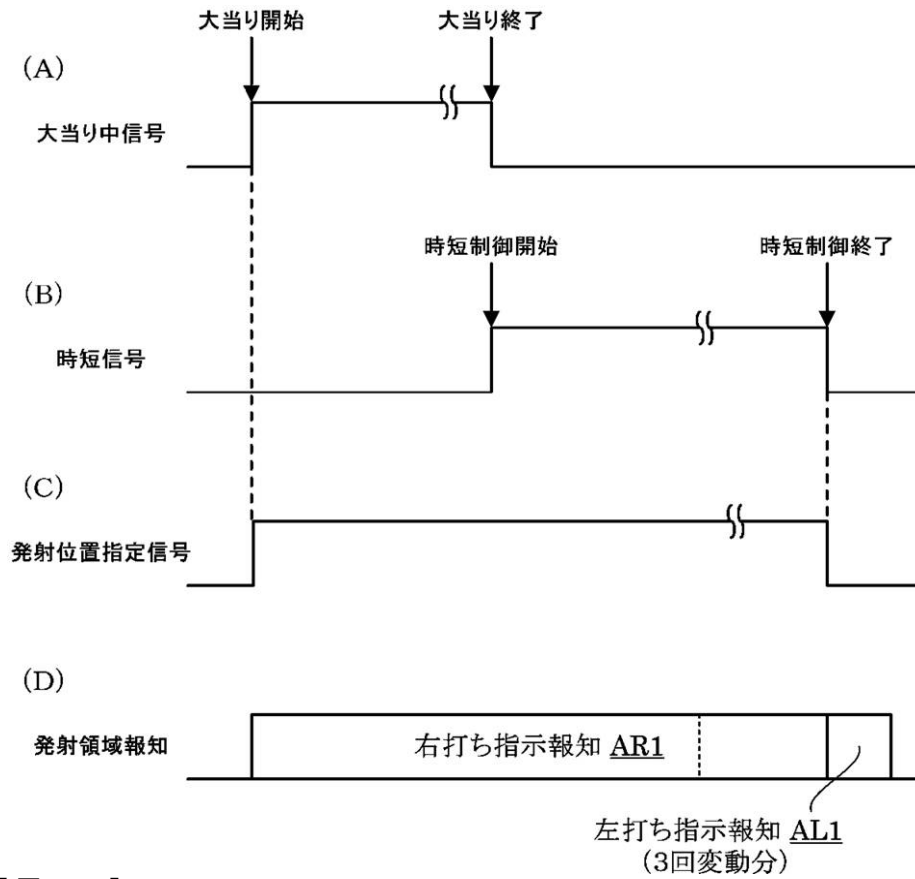 大当り開始
大当り終了
(A)
大当り中信号
時短制御開始
時短制御終了
(B)
時短信号
(C)
発射位置指定信号
(D)
発射領域報知
右打ち指示報知 AR1
左打ち指示報知 AL1
(3回変動分)